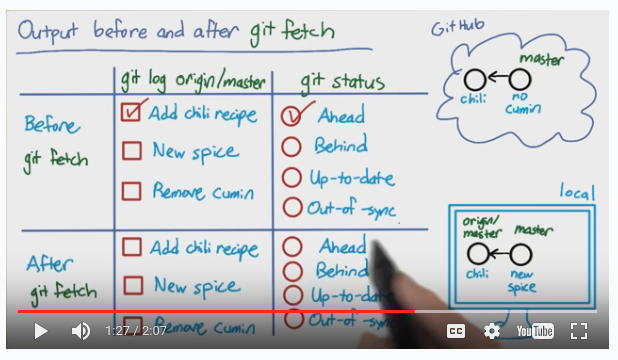 Output before and after git fetch
GitHub
master
chili
no
cumin
git log origin/master
git status
Before
git fetch
Add chili recipe
New spice
Remove cumin
Ahead
Behind
Up-to-date
Out-of-sync
After
git fetch
Add chili recipe
New spice
Remove cumin
Ahead
Behind
Up-to-dat
Out-of-syn
local
origin/
master
master
chili
new
spice
1:27 / 2:07
CC
YouTube